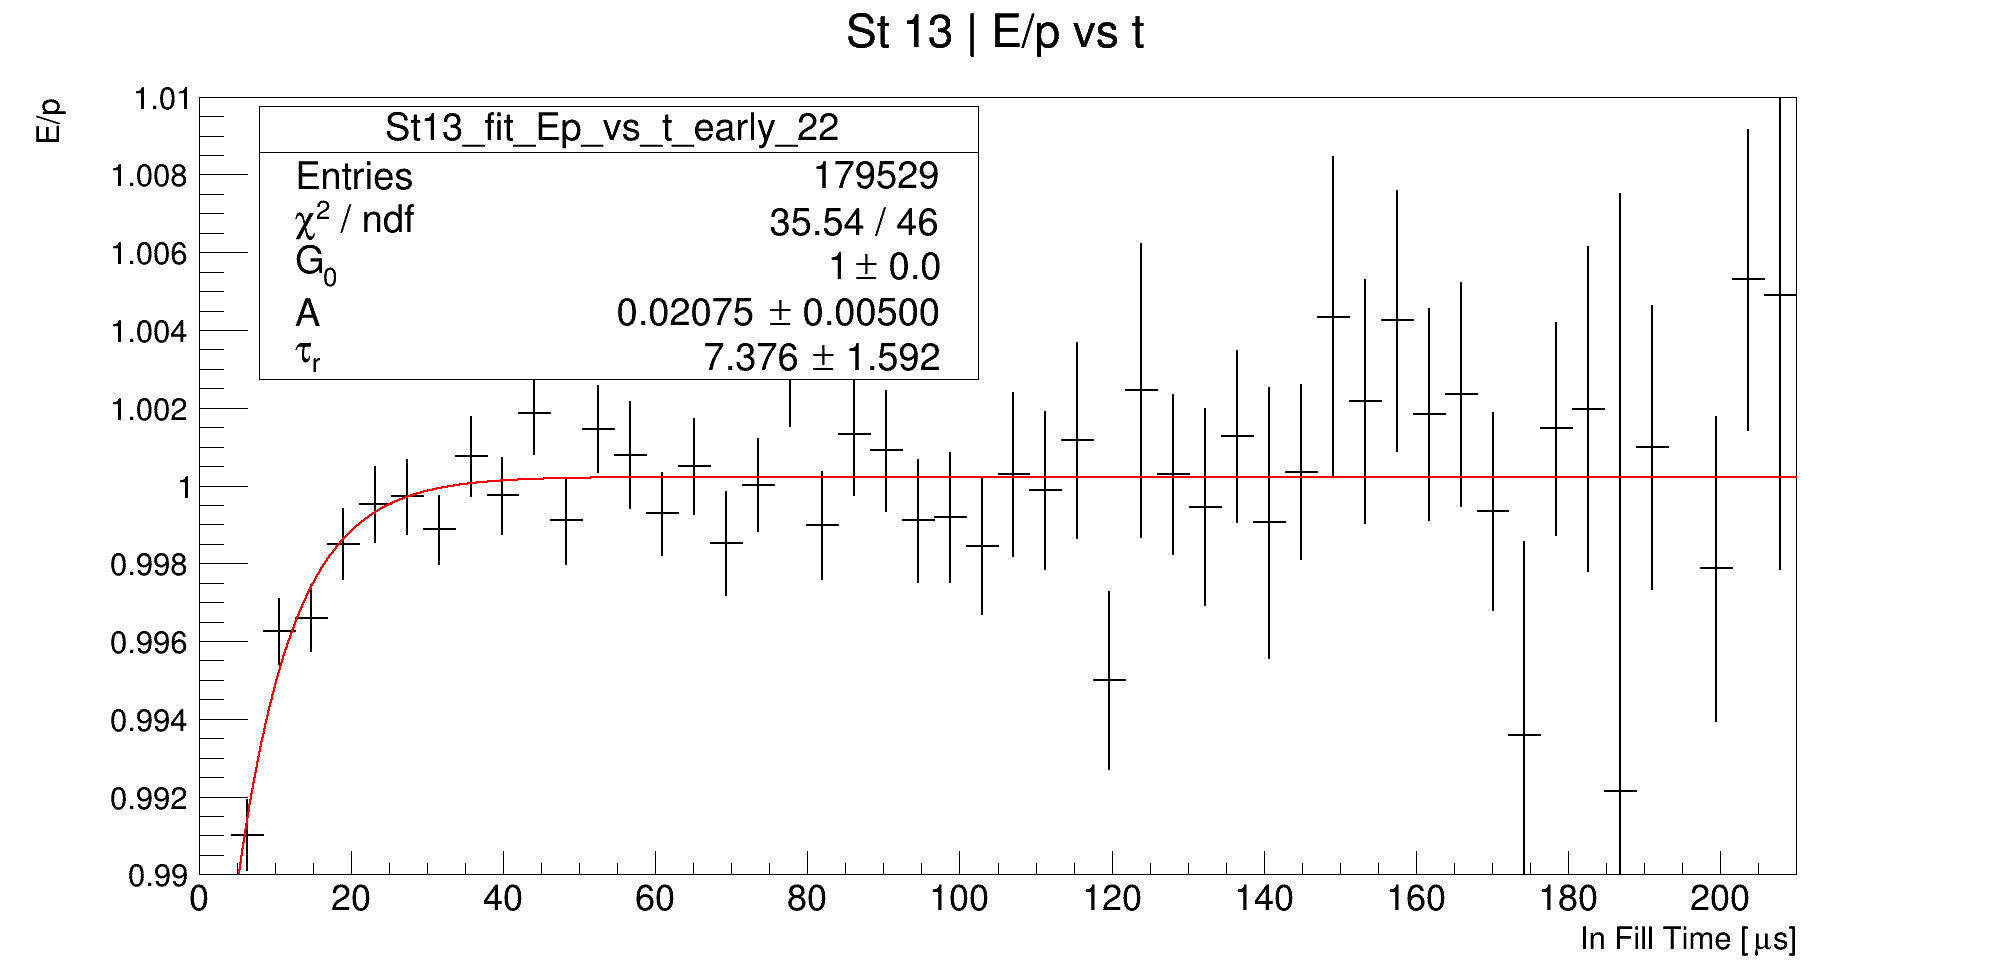 St 13 | E/p vs t
E/p
1.01
1.008
1.006
1.004
1.002
1
0.998
0.996
0.994
0.992
0.99
St13_fit_Ep_vs_t_early_22
Entries 179529
χ² / ndf 35.54 / 46
G₀ 1 ± 0.0
A 0.02075 ± 0.00500
τᵣ 7.376 ± 1.592
0 20 40 60 80 100 120 140 160 180 200
In Fill Time [μs]